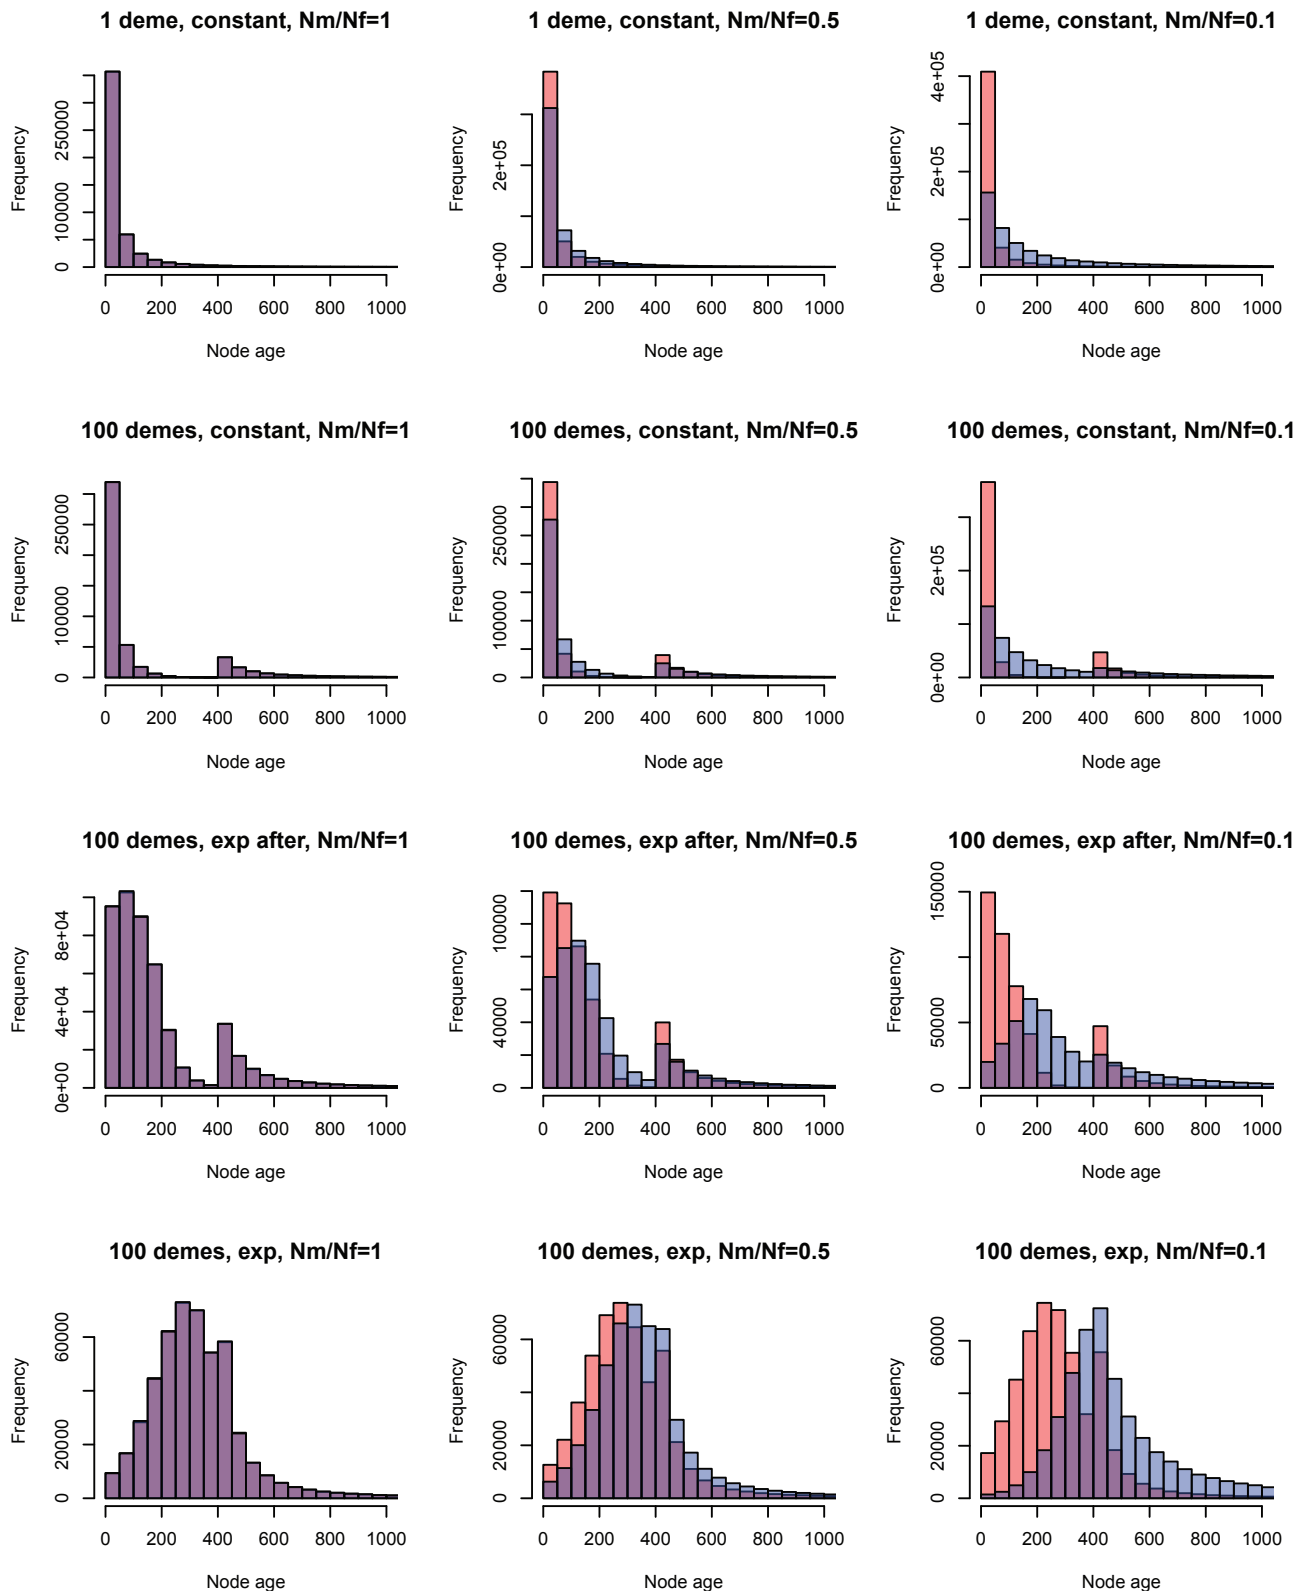 1 deme, constant, Nm/Nf=1
Frequency
0 100000 250000
0 200 400 600 800 1000
Node age
1 deme, constant, Nm/Nf=0.5
Frequency
0e+00 2e+05
0 200 400 600 800 1000
Node age
1 deme, constant, Nm/Nf=0.1
Frequency
0e+00 2e+05 4e+05
0 200 400 600 800 1000
Node age
100 demes, constant, Nm/Nf=1
Frequency
0 100000 250000
0 200 400 600 800 1000
Node age
100 demes, constant, Nm/Nf=0.5
Frequency
0 100000 250000
0 200 400 600 800 1000
Node age
100 demes, constant, Nm/Nf=0.1
Frequency
0e+00 2e+05
0 200 400 600 800 1000
Node age
100 demes, exp after, Nm/Nf=1
Frequency
0e+00 4e+04 8e+04
0 200 400 600 800 1000
Node age
100 demes, exp after, Nm/Nf=0.5
Frequency
0 40000 100000
0 200 400 600 800 1000
Node age
100 demes, exp after, Nm/Nf=0.1
Frequency
0 50000 150000
0 200 400 600 800 1000
Node age
100 demes, exp, Nm/Nf=1
Frequency
0 20000 60000
0 200 400 600 800 1000
Node age
100 demes, exp, Nm/Nf=0.5
Frequency
0 20000 60000
0 200 400 600 800 1000
Node age
100 demes, exp, Nm/Nf=0.1
Frequency
0 20000 60000
0 200 400 600 800 1000
Node age